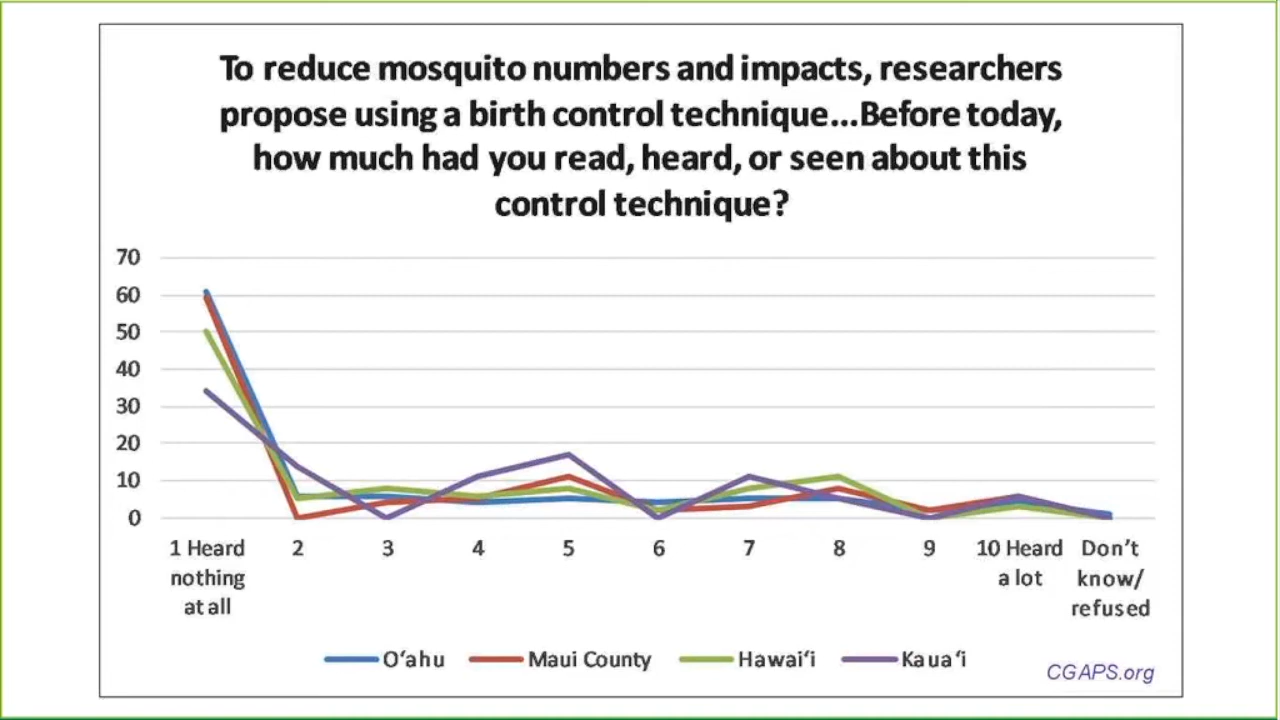 To reduce mosquito numbers and impacts, researchers
propose using a birth control technique...Before today,
how much had you read, heard, or seen about this
control technique?
70
60
50
40
30
20
10
0
1 Heard nothing at all
2
3
4
5
6
7
8
9
10 Heard a lot
Don't know/ refused
Oʻahu
Maui County
Hawaiʻi
Kauaʻi
CGAPS.org